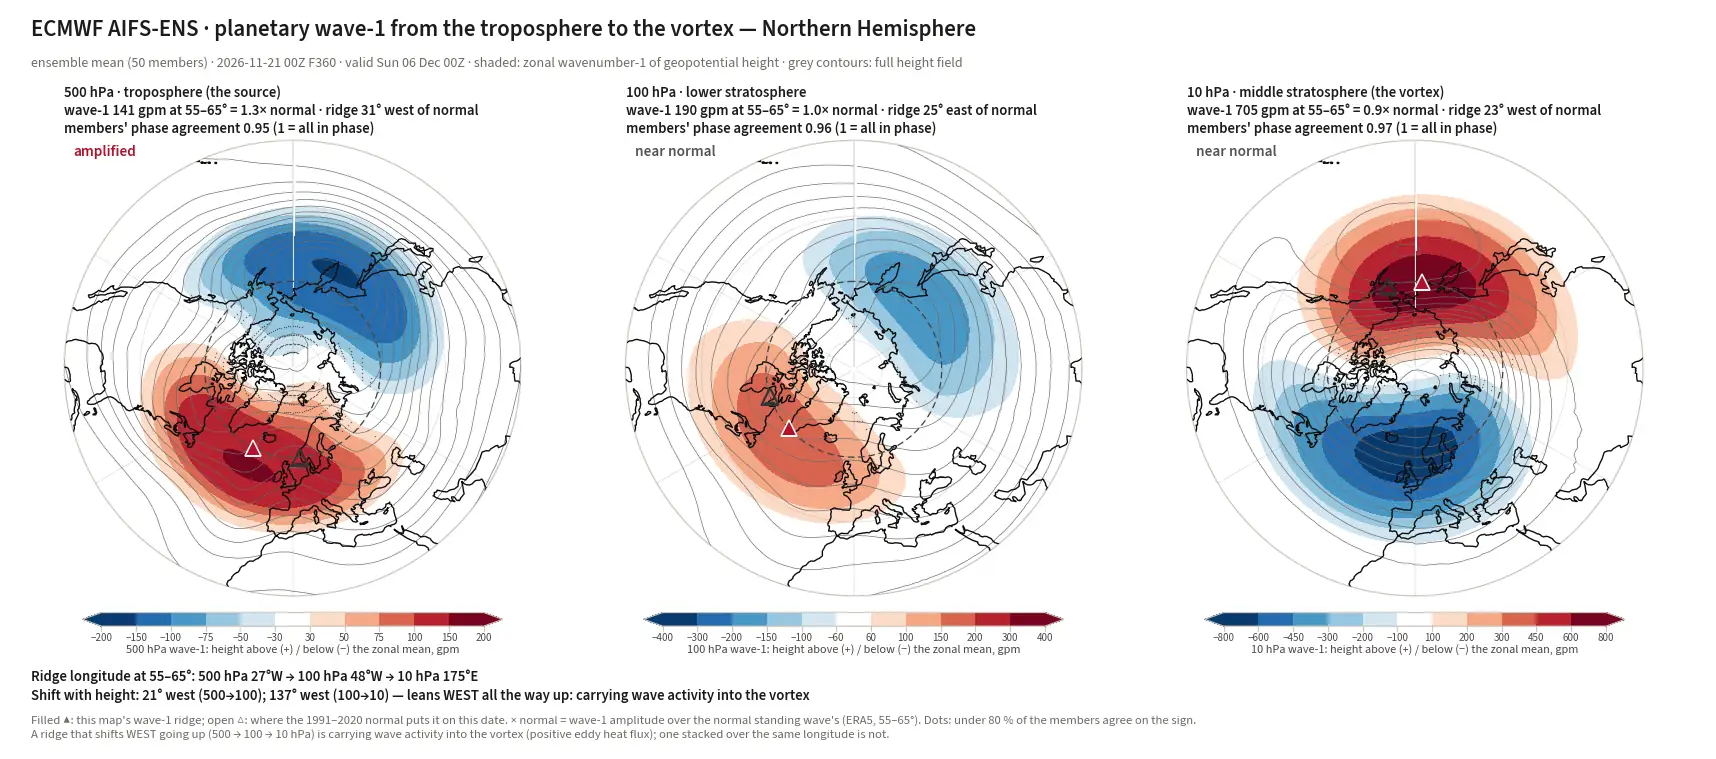 ECMWF AIFS-ENS · planetary wave-1 from the troposphere to the vortex — Northern Hemisphere
ensemble mean (50 members) · 2026-11-21 00Z F360 · valid Sun 06 Dec 00Z · shaded: zonal wavenumber-1 of geopotential height · grey contours: full height field
500 hPa · troposphere (the source)
wave-1 141 gpm at 55–65° = 1.3× normal · ridge 31° west of normal
members' phase agreement 0.95 (1 = all in phase)
amplified
100 hPa · lower stratosphere
wave-1 190 gpm at 55–65° = 1.0× normal · ridge 25° east of normal
members' phase agreement 0.96 (1 = all in phase)
near normal
10 hPa · middle stratosphere (the vortex)
wave-1 705 gpm at 55–65° = 0.9× normal · ridge 23° west of normal
members' phase agreement 0.97 (1 = all in phase)
near normal
−200 −150 −100 −75 −50 −30 30 50 75 100 150 200
500 hPa wave-1: height above (+) / below (−) the zonal mean, gpm
−400 −300 −200 −150 −100 −60 60 100 150 200 300 400
100 hPa wave-1: height above (+) / below (−) the zonal mean, gpm
−800 −600 −450 −300 −200 −100 100 200 300 450 600 800
10 hPa wave-1: height above (+) / below (−) the zonal mean, gpm
Ridge longitude at 55–65°: 500 hPa 27°W → 100 hPa 48°W → 10 hPa 175°E
Shift with height: 21° west (500→100); 137° west (100→10) — leans WEST all the way up: carrying wave activity into the vortex
Filled ▲: this map's wave-1 ridge; open △: where the 1991–2020 normal puts it on this date. × normal = wave-1 amplitude over the normal standing wave's (ERA5, 55–65°). Dots: under 80 % of the members agree on the sign.
A ridge that shifts WEST going up (500 → 100 → 10 hPa) is carrying wave activity into the vortex (positive eddy heat flux); one stacked over the same longitude is not.